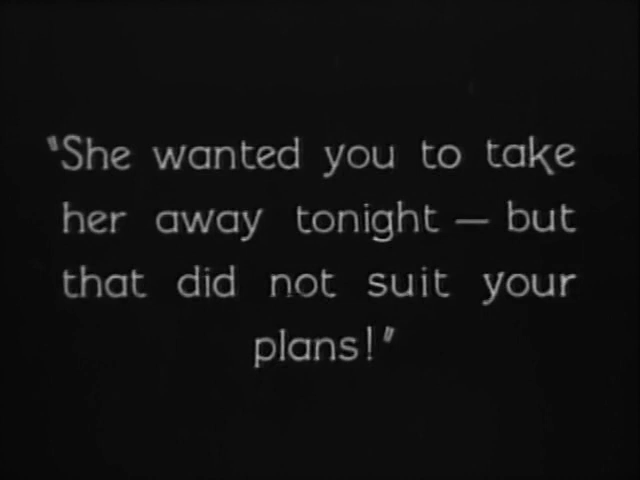 "She wanted you to take
her away tonight — but
that did not suit your
plans!"